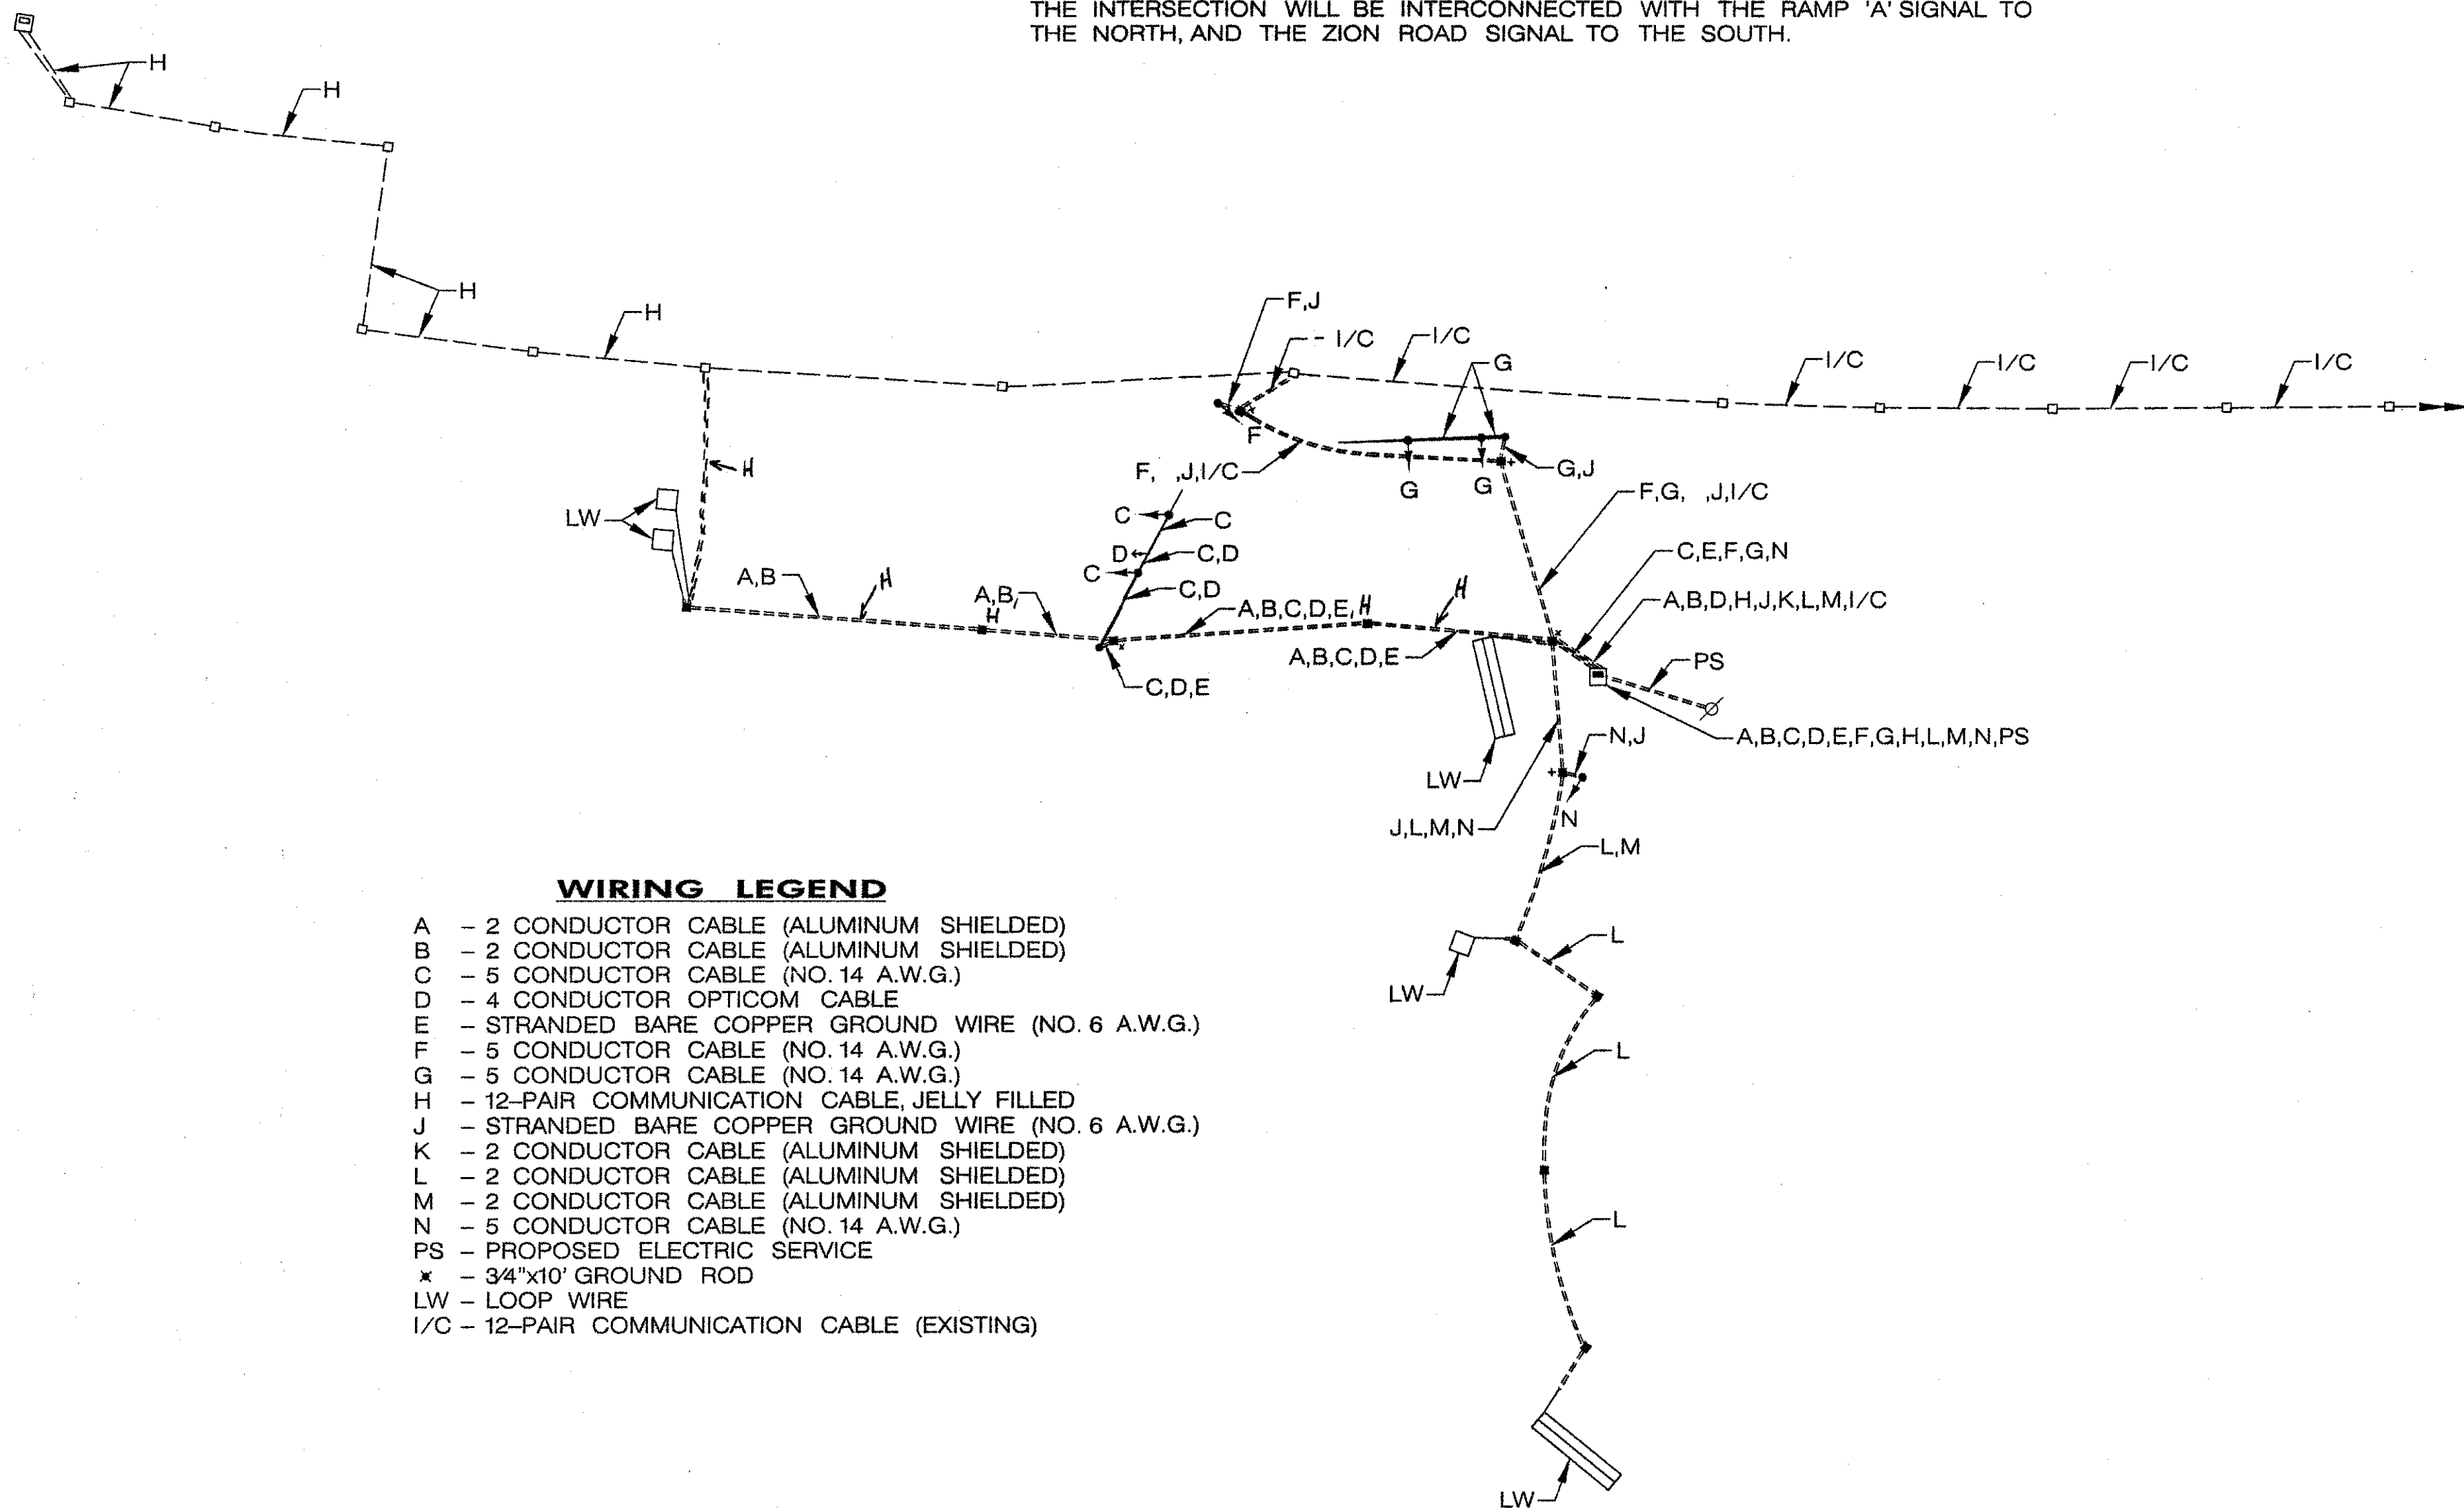 THE INTERSECTION WILL BE INTERCONNECTED WITH THE RAMP 'A' SIGNAL TO
THE NORTH, AND THE ZION ROAD SIGNAL TO THE SOUTH.
H
H
H
H
F,J
- I/C
I/C
G
I/C
I/C
I/C
I/C
F
H
F, ,J,I/C
G
G
G,J
LW
C
C
F,G, ,J,I/C
D
C,D
C
C,E,F,G,N
A,B
H
A,B,
H
C,D
A,B,C,D,E,H
H
A,B,D,H,J,K,L,M,I/C
A,B,C,D,E
PS
C,D,E
N,J
A,B,C,D,E,F,G,H,L,M,N,PS
LW
N
J,L,M,N
L,M
L
LW
L
L
LW
WIRING LEGEND
A - 2 CONDUCTOR CABLE (ALUMINUM SHIELDED)
B - 2 CONDUCTOR CABLE (ALUMINUM SHIELDED)
C - 5 CONDUCTOR CABLE (NO. 14 A.W.G.)
D - 4 CONDUCTOR OPTICOM CABLE
E - STRANDED BARE COPPER GROUND WIRE (NO. 6 A.W.G.)
F - 5 CONDUCTOR CABLE (NO. 14 A.W.G.)
G - 5 CONDUCTOR CABLE (NO. 14 A.W.G.)
H - 12-PAIR COMMUNICATION CABLE, JELLY FILLED
J - STRANDED BARE COPPER GROUND WIRE (NO. 6 A.W.G.)
K - 2 CONDUCTOR CABLE (ALUMINUM SHIELDED)
L - 2 CONDUCTOR CABLE (ALUMINUM SHIELDED)
M - 2 CONDUCTOR CABLE (ALUMINUM SHIELDED)
N - 5 CONDUCTOR CABLE (NO. 14 A.W.G.)
PS - PROPOSED ELECTRIC SERVICE
* - 3/4"x10' GROUND ROD
LW - LOOP WIRE
I/C - 12-PAIR COMMUNICATION CABLE (EXISTING)